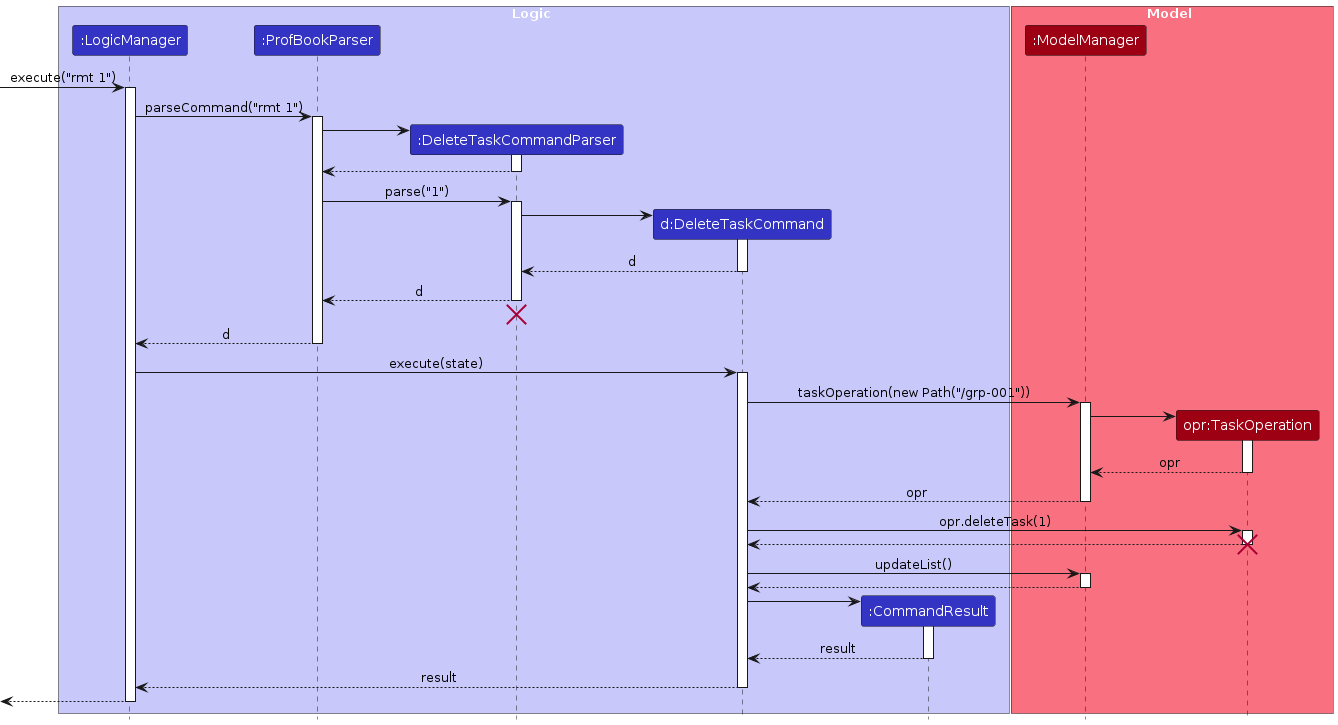 Logic
Model
:LogicManager
:ProfBookParser
:ModelManager
execute("rmt 1")
parseCommand("rmt 1")
:DeleteTaskCommandParser
parse("1")
d:DeleteTaskCommand
d
d
d
execute(state)
taskOperation(new Path("/grp-001"))
opr:TaskOperation
opr
opr
opr.deleteTask(1)
updateList()
:CommandResult
result
result